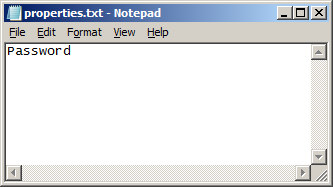 properties.txt - Notepad
File Edit Format View Help
Password